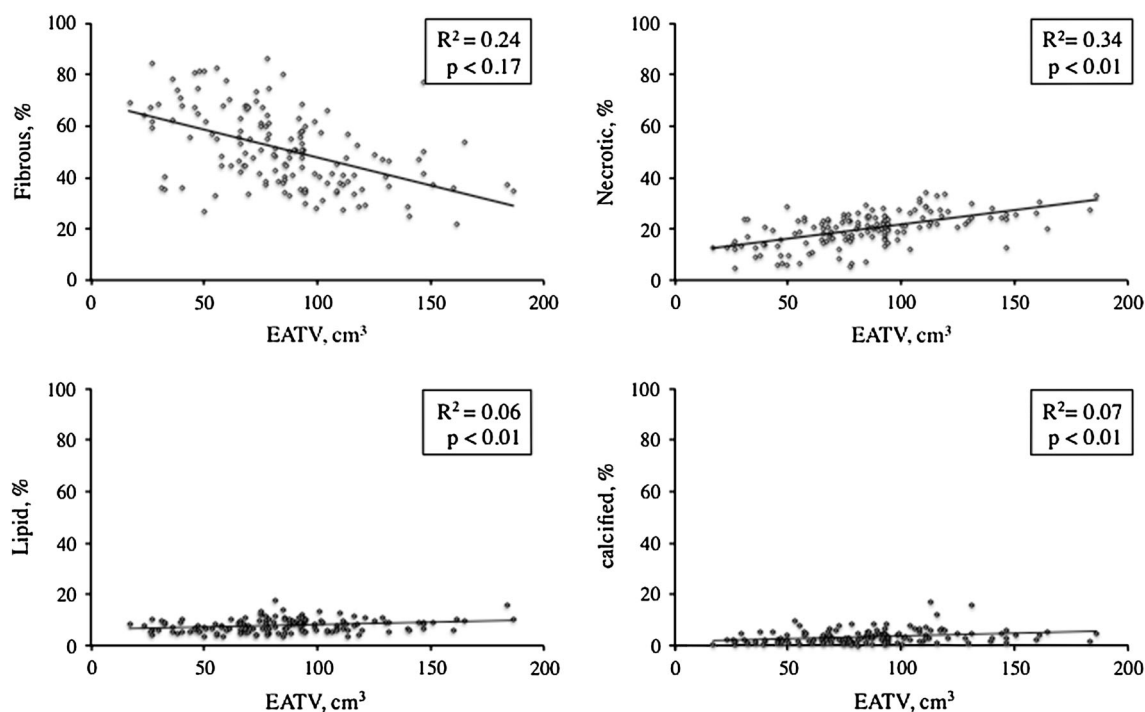 100
80
60
40
20
0
Fibrous, %
R² = 0.24
p < 0.17
0 50 100 150 200
EATV, cm³
100
80
60
40
20
0
Necrotic, %
R²= 0.34
p < 0.01
0 50 100 150 200
EATV, cm³
100
80
60
40
20
0
Lipid, %
R² = 0.06
p < 0.01
0 50 100 150 200
EATV, cm³
100
80
60
40
20
0
calcified, %
R²= 0.07
p < 0.01
0 50 100 150 200
EATV, cm³